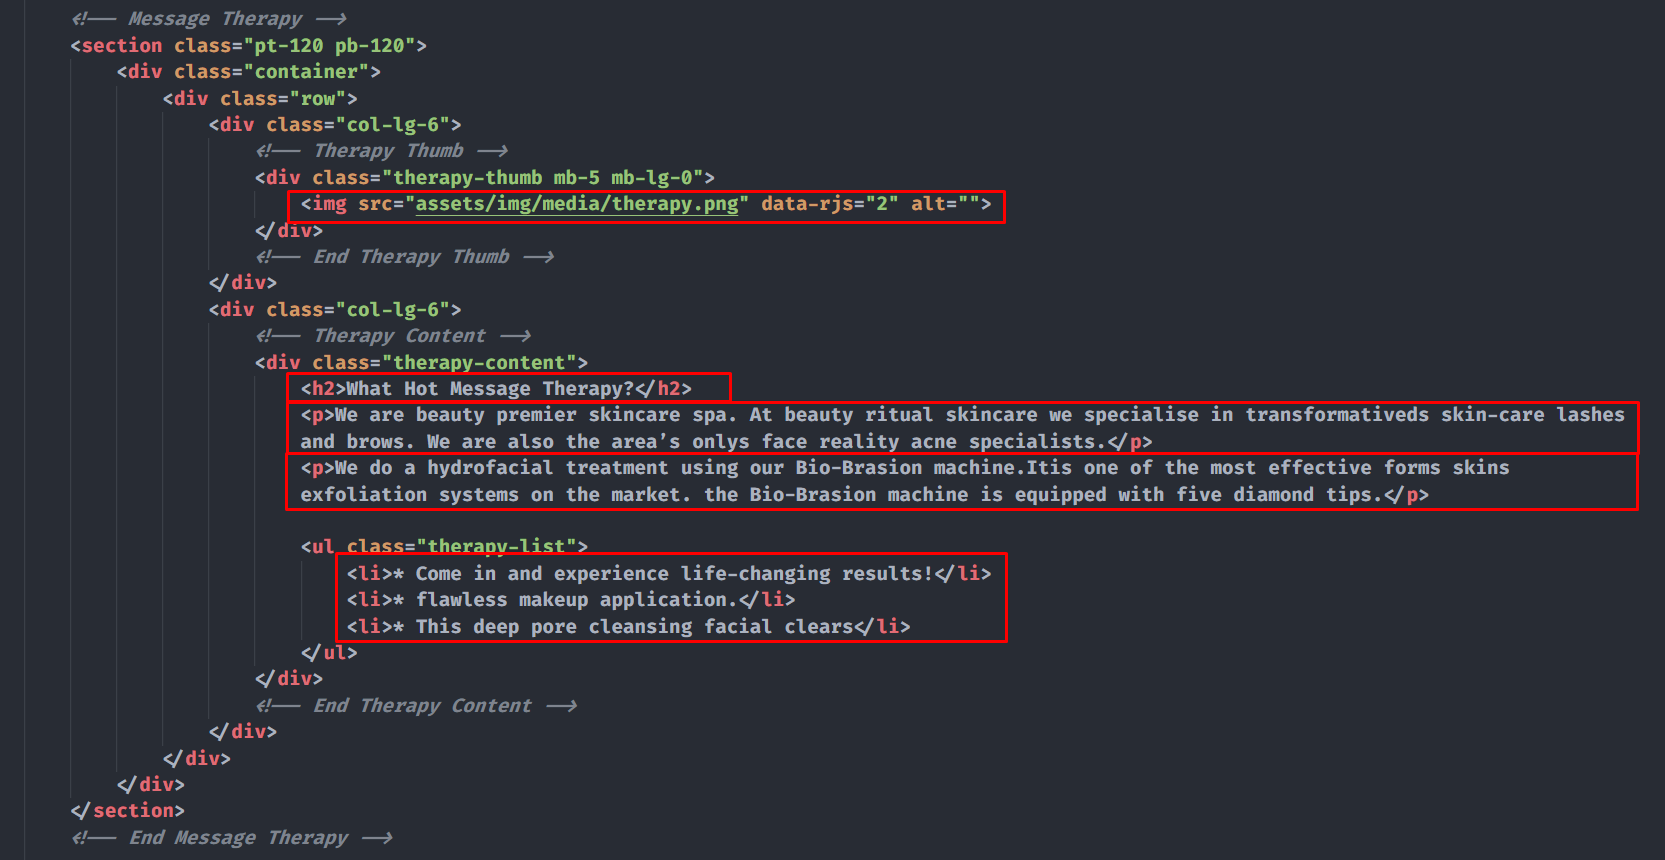 <!-- Message Therapy -->
<section class="pt-120 pb-120">
<div class="container">
<div class="row">
<div class="col-lg-6">
<!-- Therapy Thumb -->
<div class="therapy-thumb mb-5 mb-lg-0">
<img src="assets/img/media/therapy.png" data-rjs="2" alt="">
</div>
<!-- End Therapy Thumb -->
</div>
<div class="col-lg-6">
<!-- Therapy Content -->
<div class="therapy-content">
<h2>What Hot Message Therapy?</h2>
<p>We are beauty premier skincare spa. At beauty ritual skincare we specialise in transformativeds skin-care lashes
and brows. We are also the area’s onlys face reality acne specialists.</p>
<p>We do a hydrofacial treatment using our Bio-Brasion machine.Itis one of the most effective forms skins
exfoliation systems on the market. the Bio-Brasion machine is equipped with five diamond tips.</p>
<ul class="therapy-list">
<li>* Come in and experience life-changing results!</li>
<li>* flawless makeup application.</li>
<li>* This deep pore cleansing facial clears</li>
</ul>
</div>
<!-- End Therapy Content -->
</div>
</div>
</div>
</section>
<!-- End Message Therapy -->